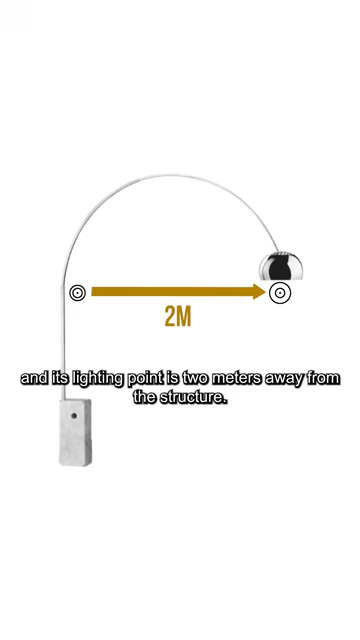 2M
and its lighting point is two meters away from
the structure.